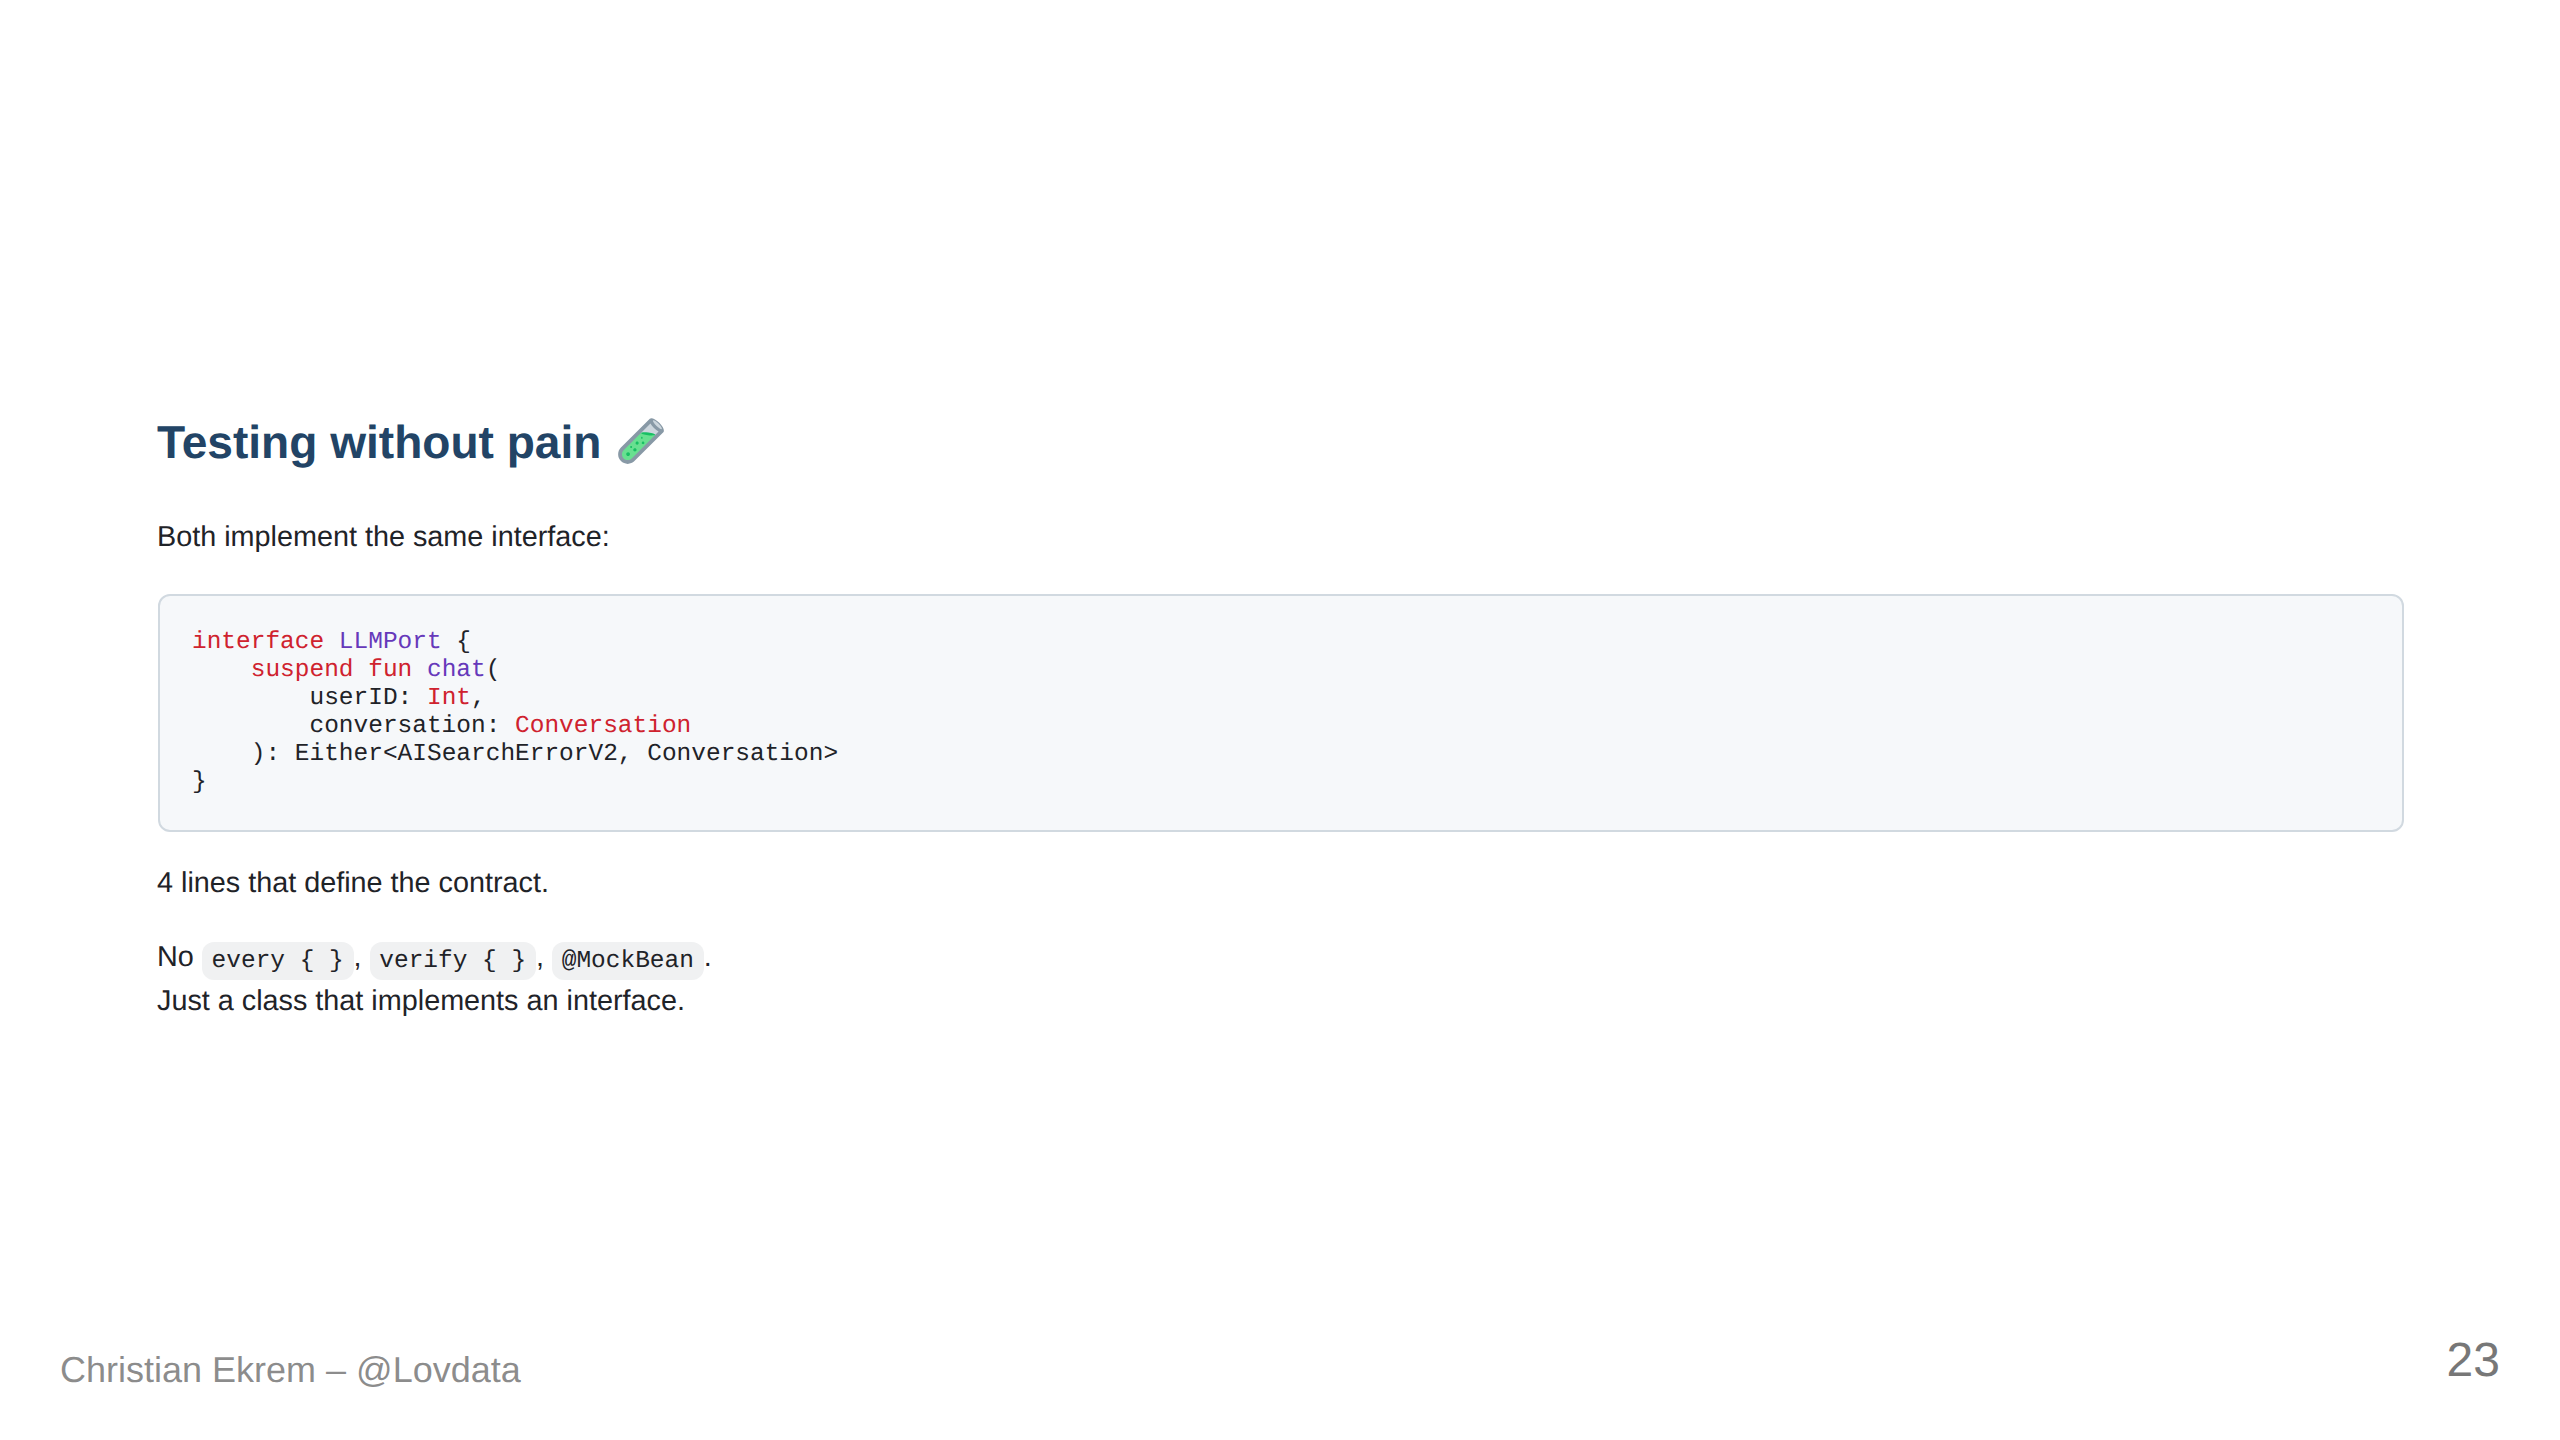 Testing without pain 🧪
Both implement the same interface:
interface LLMPort {
    suspend fun chat(
        userID: Int,
        conversation: Conversation
    ): Either<AISearchErrorV2, Conversation>
}
4 lines that define the contract.
No every { }, verify { }, @MockBean.
Just a class that implements an interface.
Christian Ekrem – @Lovdata
23